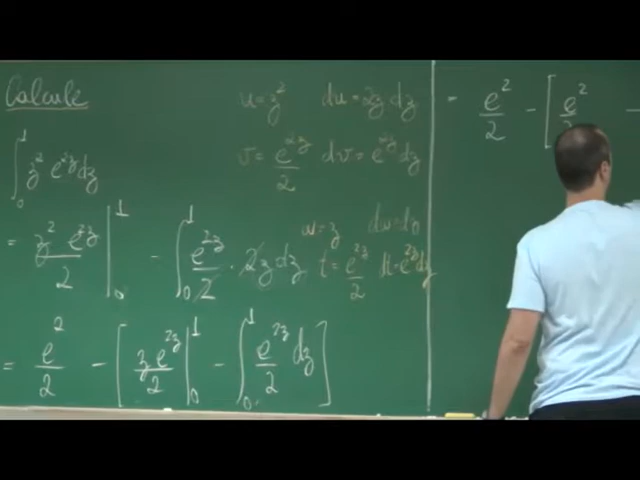 Calcule
∫₀¹ z² e^{2z} dz
= z² e^{2z}/2 |₀¹ - ∫₀¹ e^{2z}/2 · 2z dz
= e²/2 - [ z e^{2z}/2 |₀¹ - ∫₀¹ e^{2z}/2 dz ]
u = z² du = 2z dz
v = e^{2z}/2 dv = e^{2z} dz
w = z
t = e^{2z}/2 dt = e^{2z} dz
= e²/2 - [ e²/2 -